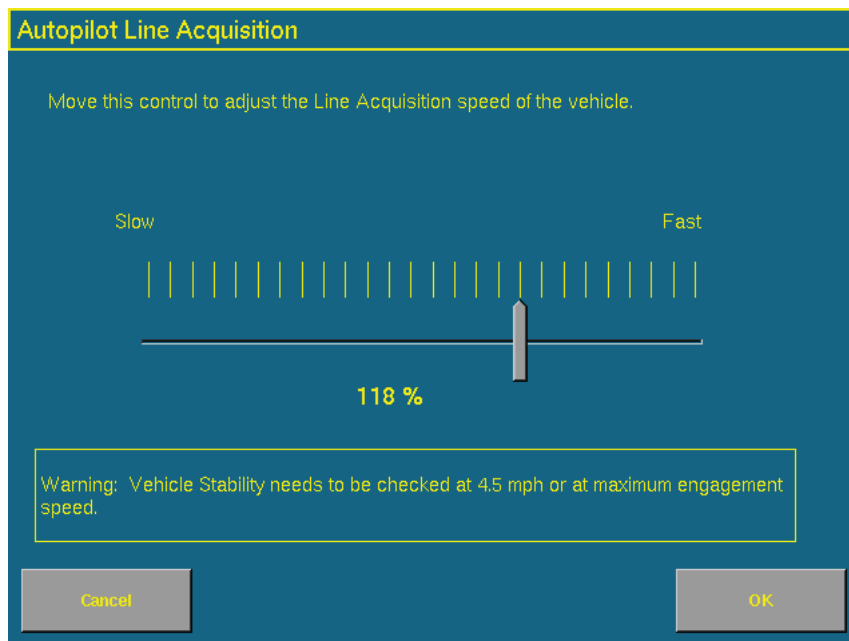 Autopilot Line Acquisition
Move this control to adjust the Line Acquisition speed of the vehicle.
Slow Fast
118 %
Warning: Vehicle Stability needs to be checked at 4.5 mph or at maximum engagement
speed.
Cancel OK